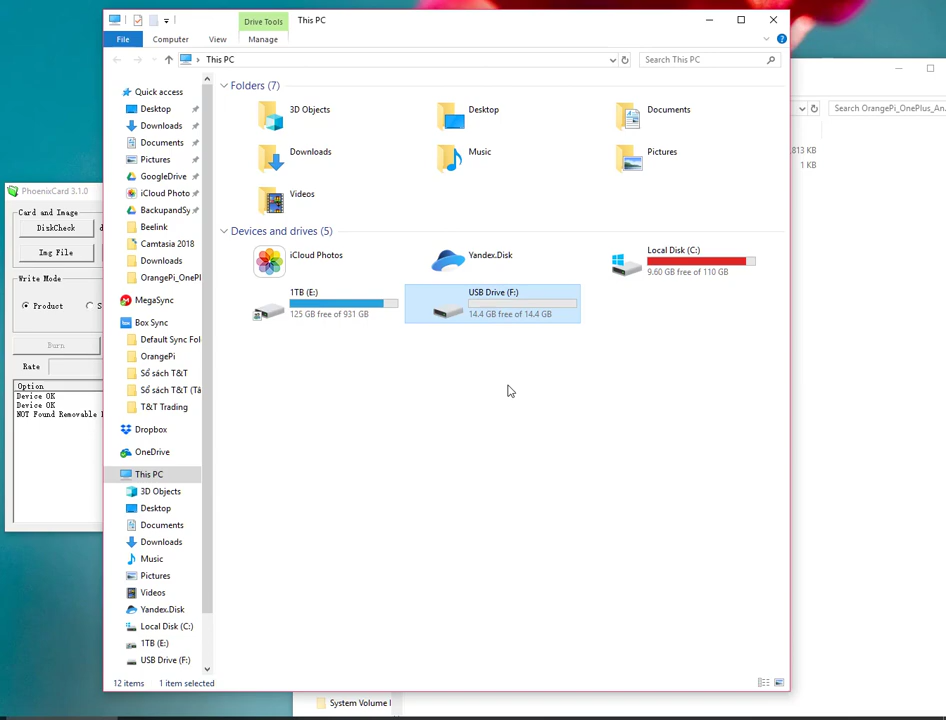 Drive Tools
This PC
File
Computer
View
Manage
This PC
Search This PC
Quick access
Desktop
Downloads
Documents
Pictures
GoogleDrive
iCloud Photo
BackupandSy
Beelink
Camtasia 2018
Downloads
OrangePi_OnePl
MegaSync
Box Sync
Default Sync Fol
OrangePi
Sổ sách T&T
Sổ sách T&T (Tà
T&T Trading
Dropbox
OneDrive
This PC
3D Objects
Desktop
Documents
Downloads
Music
Pictures
Videos
Yandex.Disk
Local Disk (C:)
1TB (E:)
USB Drive (F:)
Folders (7)
3D Objects
Desktop
Documents
Downloads
Music
Pictures
Videos
Devices and drives (5)
iCloud Photos
Yandex.Disk
Local Disk (C:)
9.60 GB free of 110 GB
1TB (E:)
125 GB free of 931 GB
USB Drive (F:)
14.4 GB free of 14.4 GB
12 items
1 item selected
PhoenixCard 3.1.0
Card and Image
DiskCheck
d
Img File
Write Mode
Product
S
Burn
Rate
Option
Device OK
Device OK
NOT Found Removable
Search OrangePi_OnePlus_An...
813 KB
1 KB
System Volume I